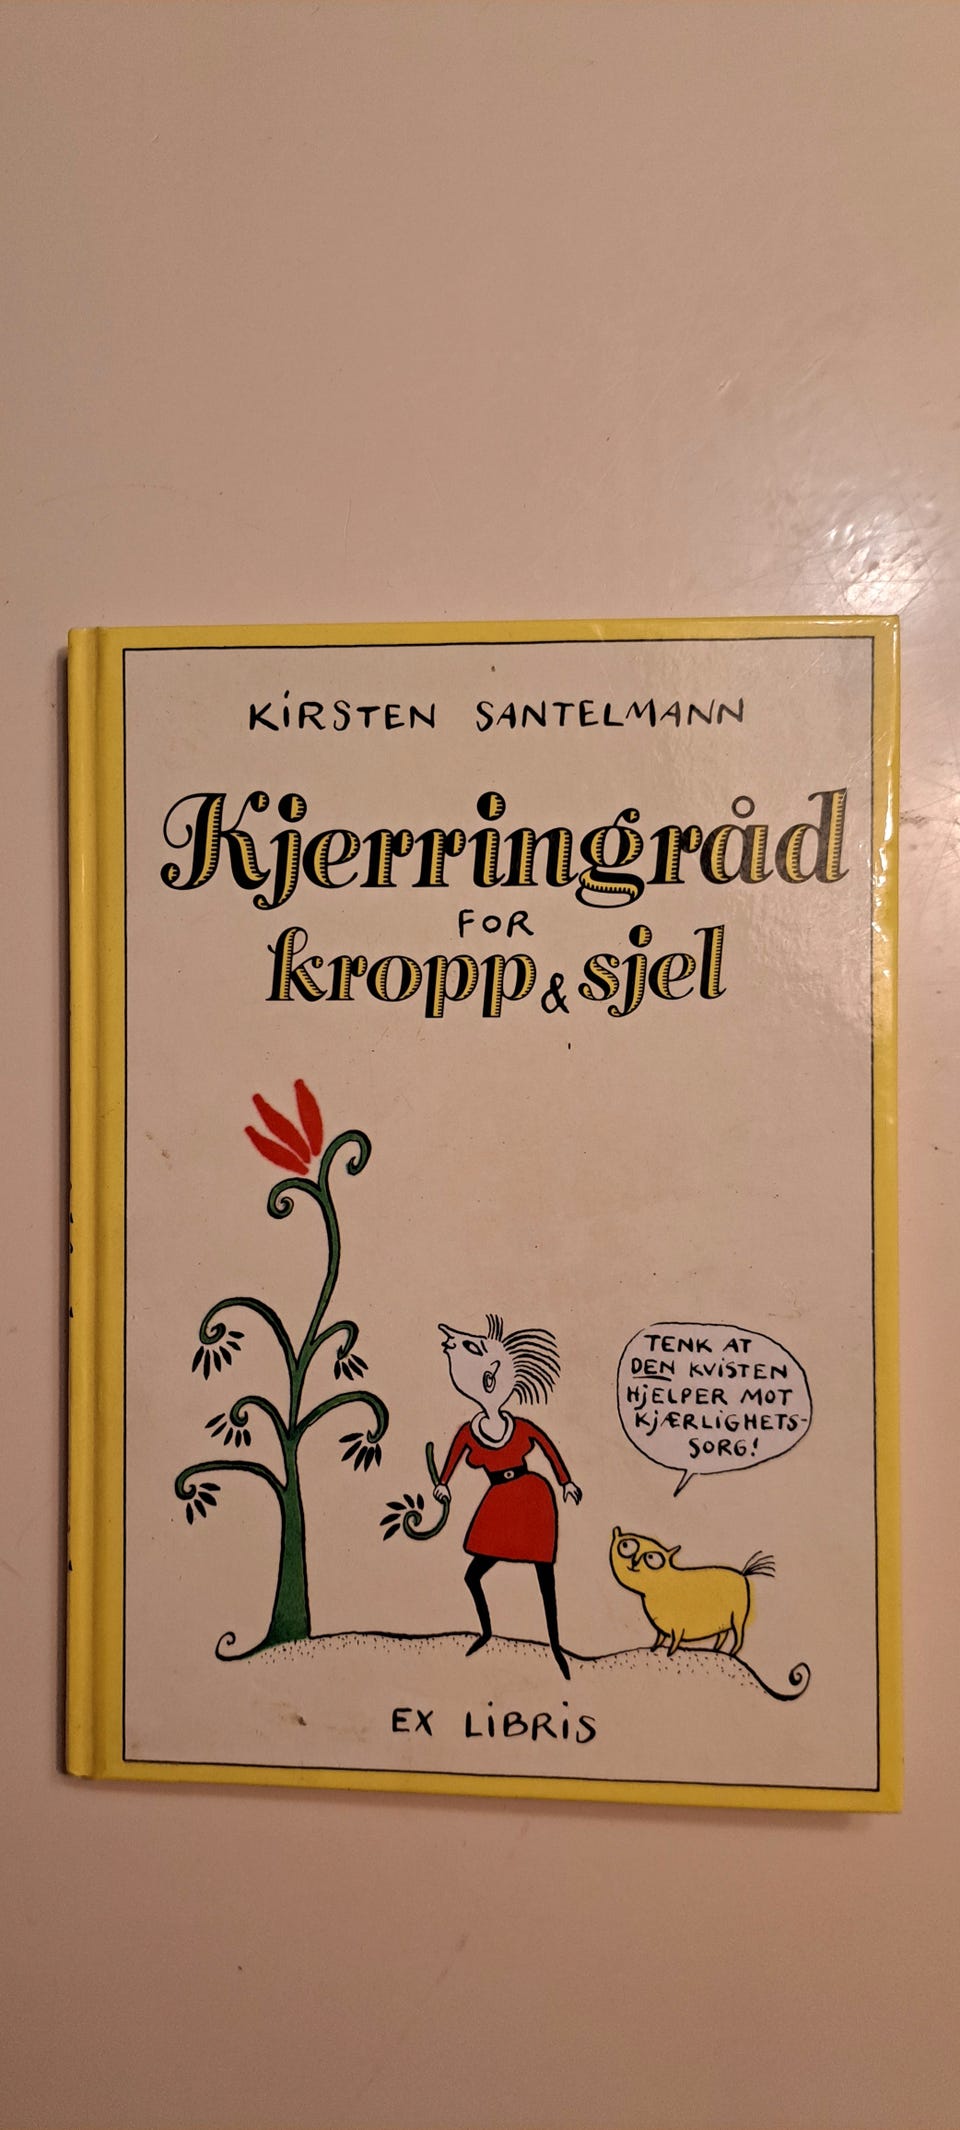 KIRSTEN SANTELMANN
Kjerringråd
FOR
kropp & sjel
TENK AT
DEN KVISTEN
HJELPER MOT
KJÆRLIGHETS-
SORG!
EX LIBRIS